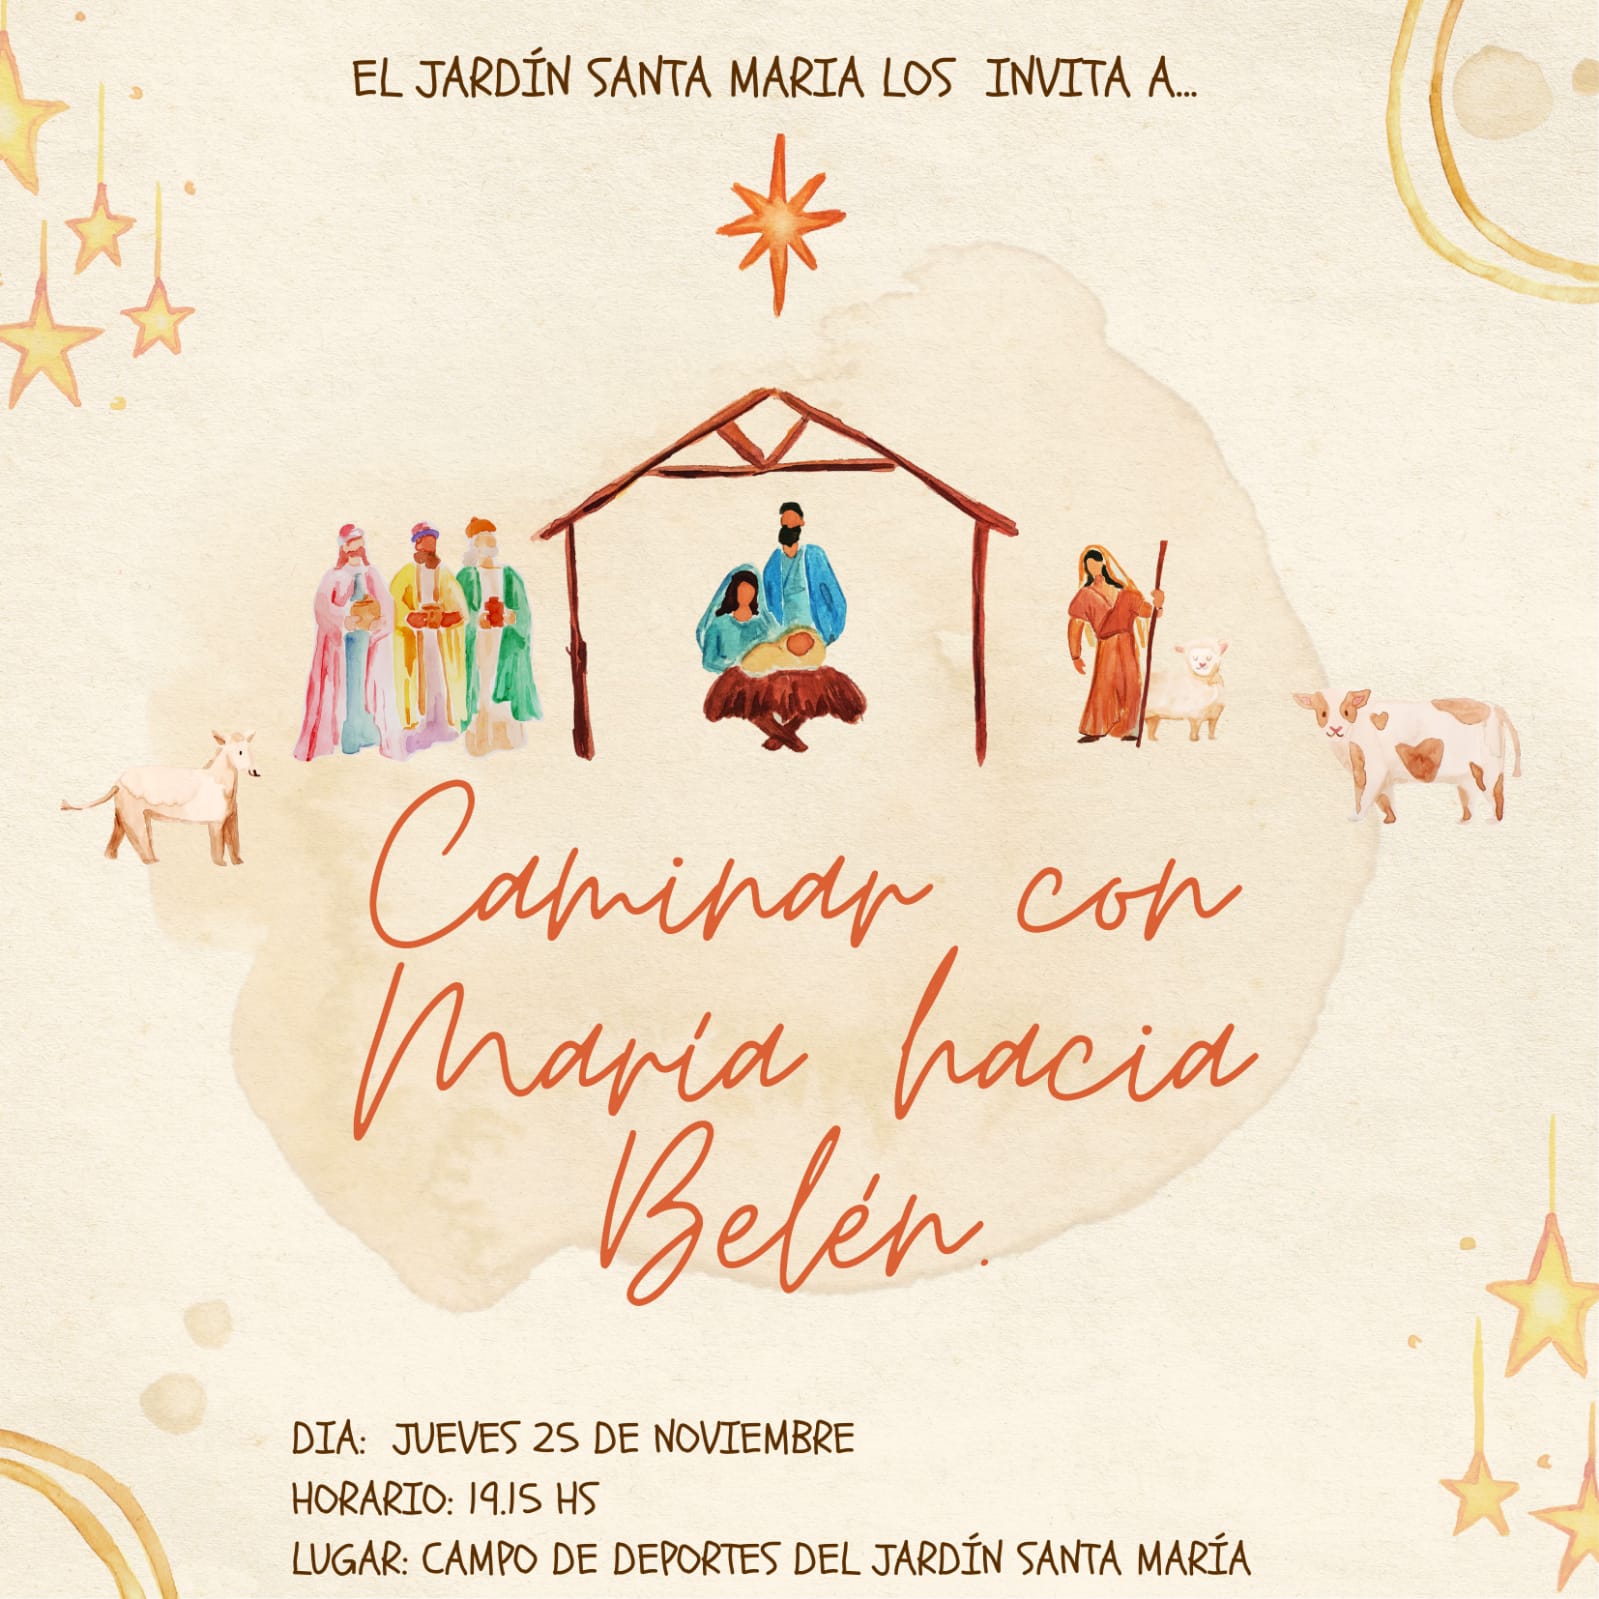 EL JARDÍN SANTA MARIA LOS INVITA A...
Caminar con
María hacia
Belén.
DIA: JUEVES 25 DE NOVIEMBRE
HORARIO: 19.15 HS
LUGAR: CAMPO DE DEPORTES DEL JARDÍN SANTA MARÍA